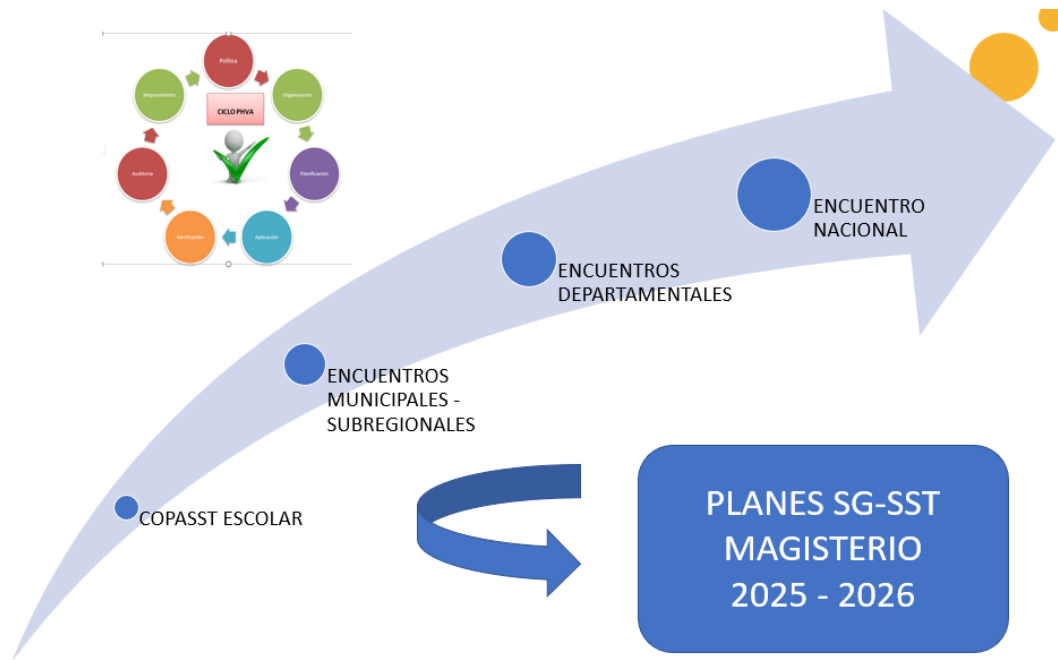 Política
Mejoramiento
Organización
CICLO PHVA
Auditoria
Planificación
Verificación
Aplicación
ENCUENTRO
NACIONAL
ENCUENTROS
DEPARTAMENTALES
ENCUENTROS
MUNICIPALES -
SUBREGIONALES
COPASST ESCOLAR
PLANES SG-SST
MAGISTERIO
2025 - 2026